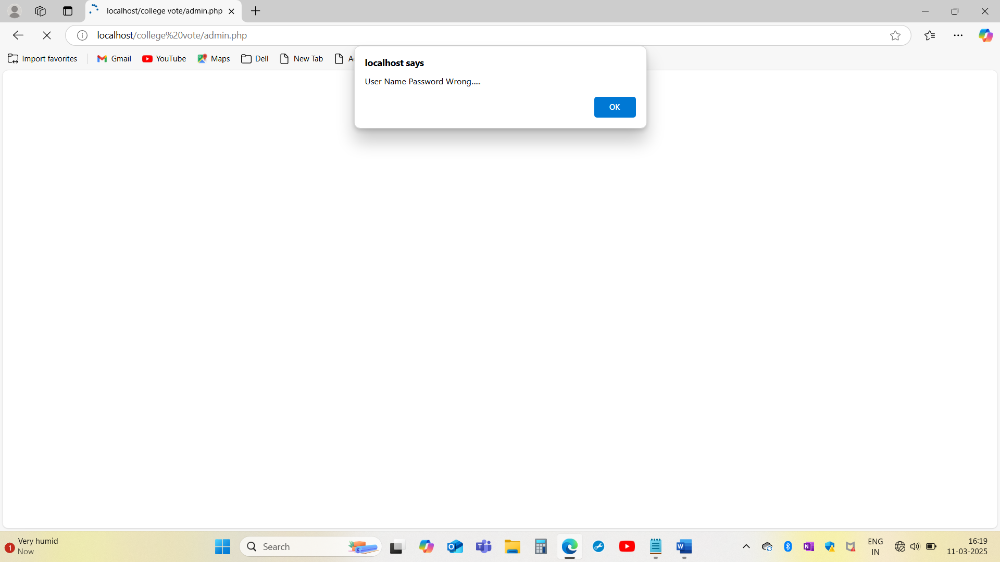 localhost/college vote/admin.php
localhost/college%20vote/admin.php
Import favorites
Gmail
YouTube
Maps
Dell
New Tab
localhost says
User Name Password Wrong.....
OK
1
Very humid
Now
Search
ENG
IN
16:19
11-03-2025